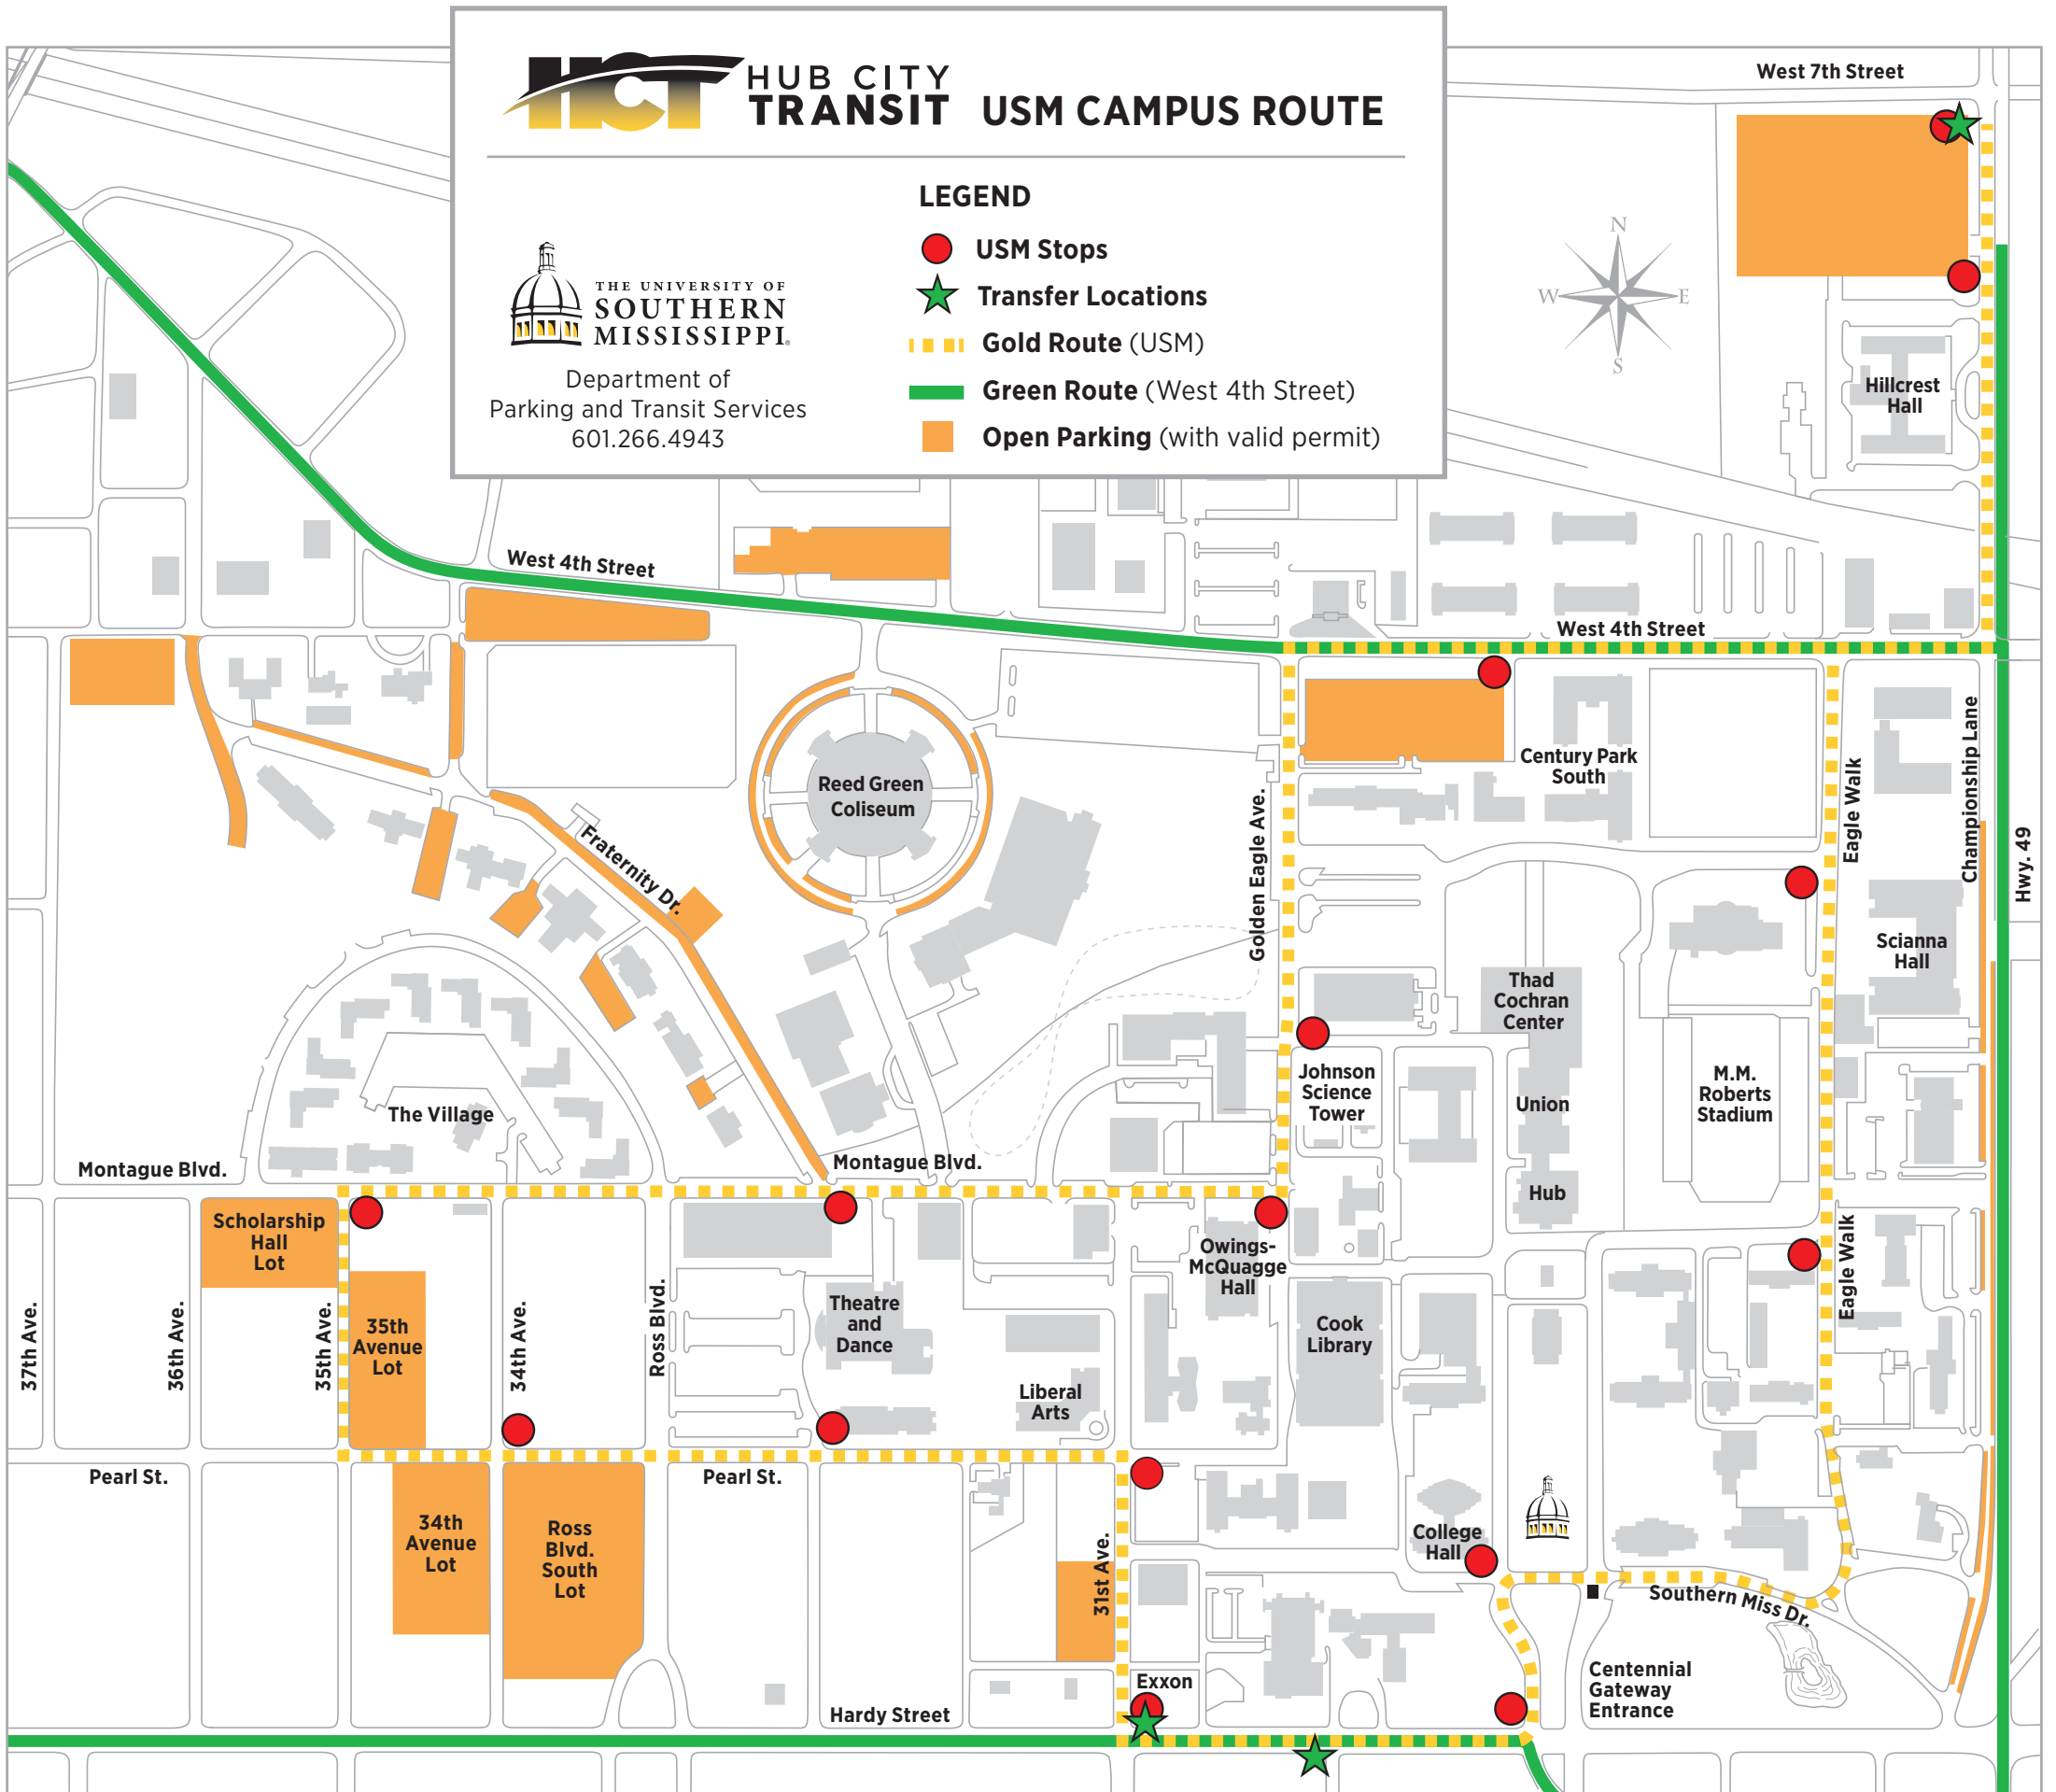 HCT
HUB CITY
TRANSIT
USM CAMPUS ROUTE
THE UNIVERSITY OF
SOUTHERN
MISSISSIPPI®
Department of
Parking and Transit Services
601.266.4943
LEGEND
USM Stops
Transfer Locations
Gold Route (USM)
Green Route (West 4th Street)
Open Parking (with valid permit)
West 7th Street
N
W
E
S
Hillcrest
Hall
West 4th Street
West 4th Street
Reed Green
Coliseum
Century Park
South
Fraternity Dr.
Golden Eagle Ave.
Eagle Walk
Championship Lane
Hwy. 49
Scianna
Hall
Thad
Cochran
Center
Johnson
Science
Tower
Union
M.M.
Roberts
Stadium
The Village
Montague Blvd.
Montague Blvd.
Hub
Scholarship
Hall
Lot
Owings-
McQuagge
Hall
Eagle Walk
37th Ave.
36th Ave.
35th Ave.
35th
Avenue
Lot
34th Ave.
Ross Blvd.
Theatre
and
Dance
Liberal
Arts
Cook
Library
Pearl St.
Pearl St.
34th
Avenue
Lot
Ross
Blvd.
South
Lot
31st Ave.
College
Hall
Southern Miss Dr.
Exxon
Hardy Street
Centennial
Gateway
Entrance